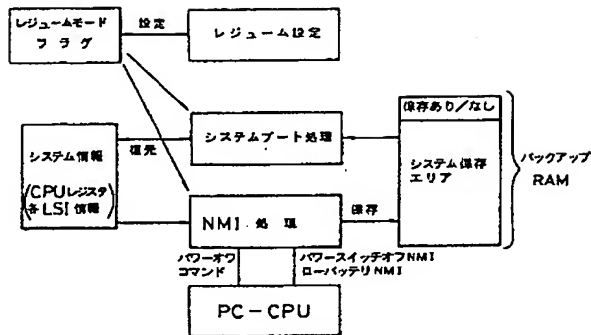 レジュームモード
フラグ
設定
レジューム設定
保存あり/なし
システムブート処理
復元
システム情報
(CPUレジスタ
各LSI 情報)
システム保存
エリア
バックアップ
RAM
NMI 処理
保存
パワーオフ
コマンド
パワースイッチオフNMI
ローバッテリNMI
PC-CPU